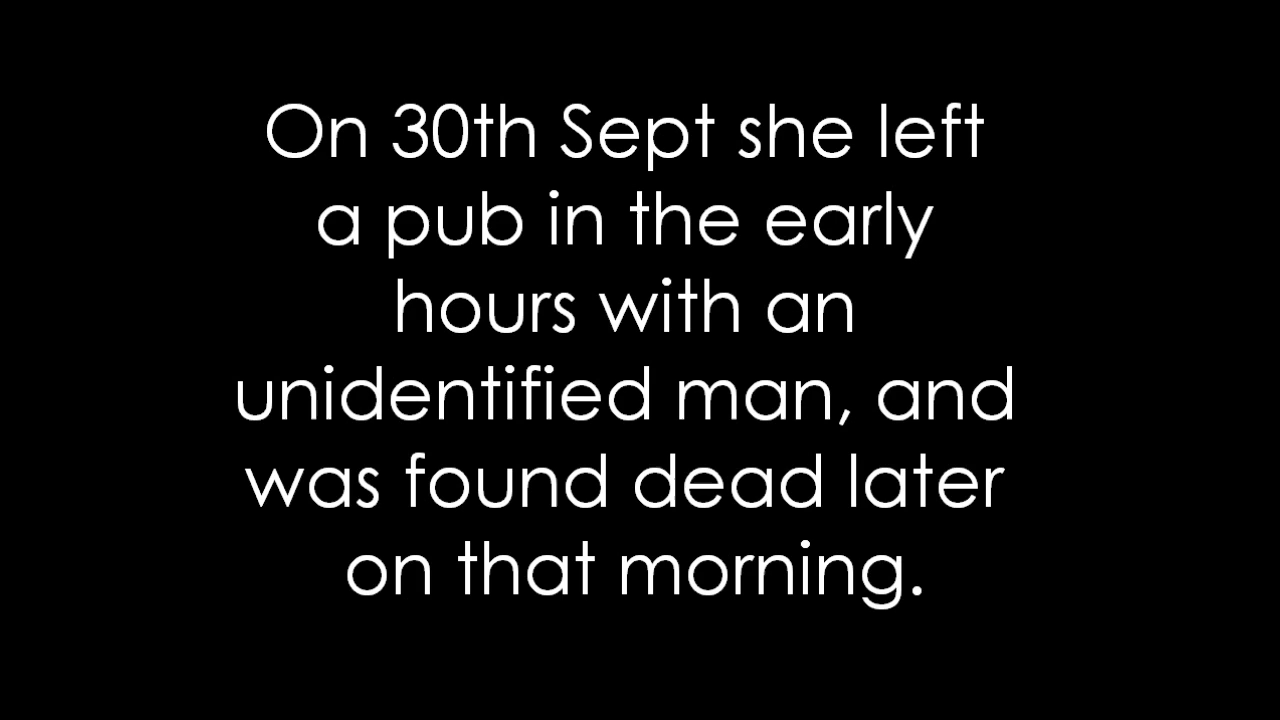 On 30th Sept she left
a pub in the early
hours with an
unidentified man, and
was found dead later
on that morning.